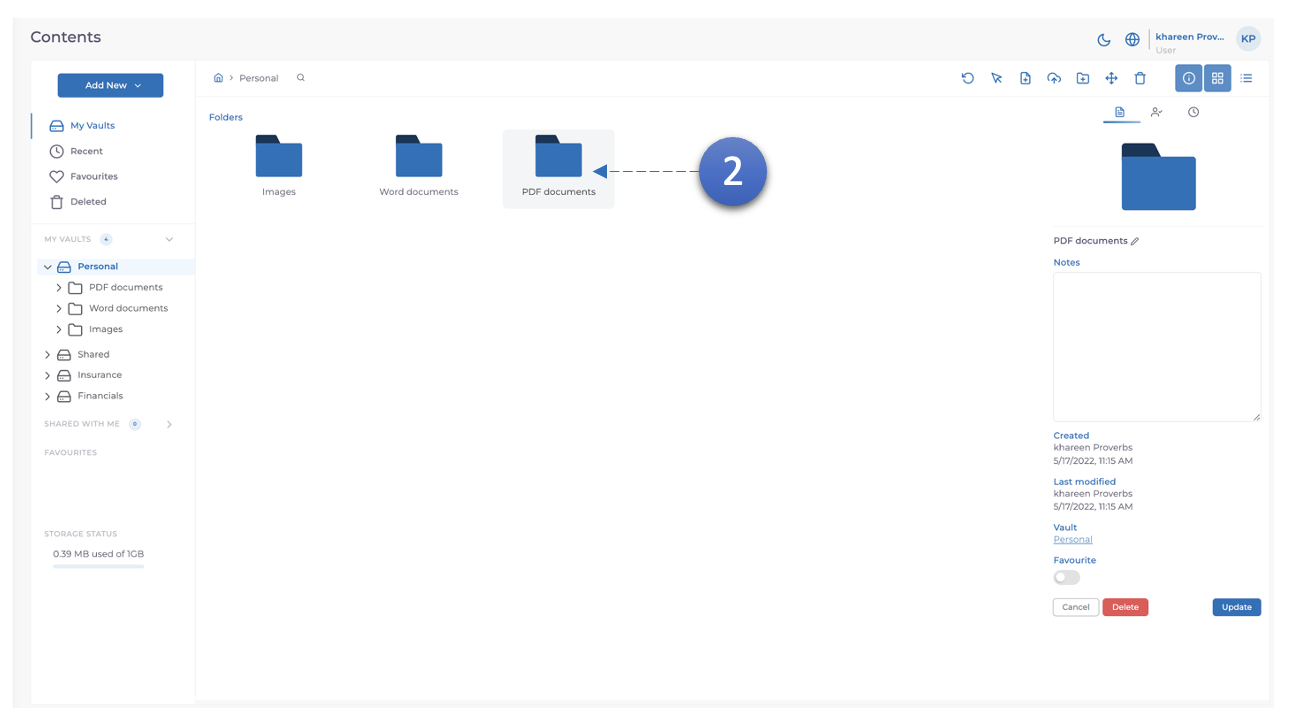 Contents
khareen Prov...
User
KP
Add New
My Vaults
Recent
Favourites
Deleted
MY VAULTS 4
Personal
PDF documents
Word documents
Images
Shared
Insurance
Financials
SHARED WITH ME 0
FAVOURITES
STORAGE STATUS
0.39 MB used of 1GB
> Personal
Folders
Images
Word documents
PDF documents
2
PDF documents
Notes
Created
khareen Proverbs
5/17/2022, 11:15 AM
Last modified
khareen Proverbs
5/17/2022, 11:15 AM
Vault
Personal
Favourite
Cancel
Delete
Update